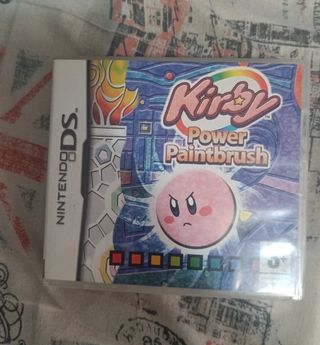 NINTENDO DS
Kirby
Power
Paintbrush